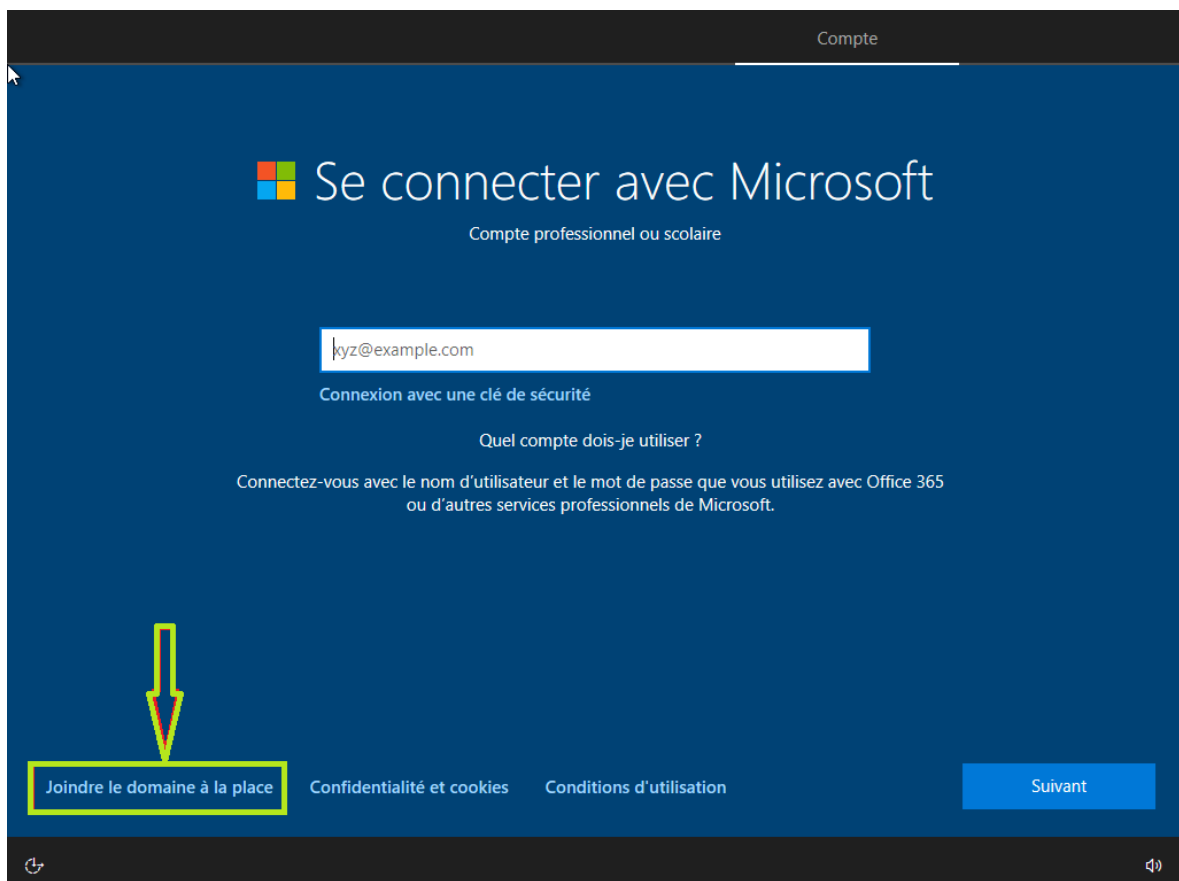 Compte
Se connecter avec Microsoft
Compte professionnel ou scolaire
xyz@example.com
Connexion avec une clé de sécurité
Quel compte dois-je utiliser ?
Connectez-vous avec le nom d'utilisateur et le mot de passe que vous utilisez avec Office 365
ou d'autres services professionnels de Microsoft.
Joindre le domaine à la place
Confidentialité et cookies
Conditions d'utilisation
Suivant